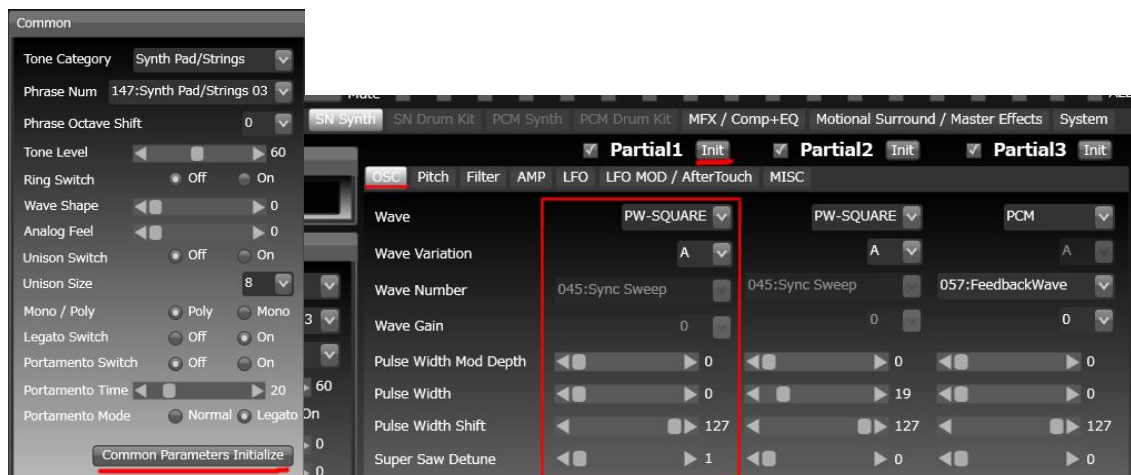 Common
Tone Category Synth Pad/Strings
Phrase Num 147:Synth Pad/Strings 03
Phrase Octave Shift 0
Tone Level 60
Ring Switch Off On
Wave Shape 0
Analog Feel 0
Unison Switch Off On
Unison Size 8
Mono / Poly Poly Mono
Legato Switch Off On
Portamento Switch Off On
Portamento Time 20
Portamento Mode Normal Legato
Common Parameters Initialize
SN Synth SN Drum Kit PCM Synth PCM Drum Kit MFX / Comp+EQ Motional Surround / Master Effects System
Partial1 Init Partial2 Init Partial3 Init
OSC Pitch Filter AMP LFO LFO MOD / AfterTouch MISC
Wave PW-SQUARE PW-SQUARE PCM
Wave Variation A A A
Wave Number 045:Sync Sweep 045:Sync Sweep 057:FeedbackWave
3 Wave Gain 0 0 0
Pulse Width Mod Depth 0 0 0
60 Pulse Width 0 19 0
On Pulse Width Shift 127 127 127
0 Super Saw Detune 1 0 0
0